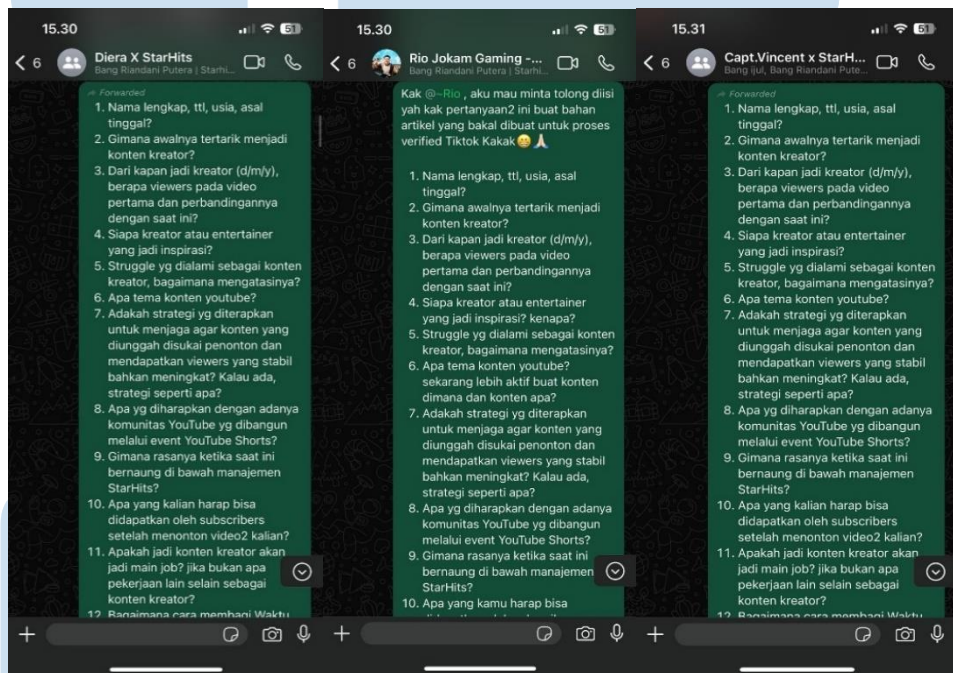 15.30
51
6
Diera X StarHits
Bang Riandani Putera | Starhi...
Forwarded
1. Nama lengkap, ttl, usia, asal
tinggal?
2. Gimana awalnya tertarik menjadi
konten kreator?
3. Dari kapan jadi kreator (d/m/y),
berapa viewers pada video
pertama dan perbandingannya
dengan saat ini?
4. Siapa kreator atau entertainer
yang jadi inspirasi?
5. Struggle yg dialami sebagai konten
kreator, bagaimana mengatasinya?
6. Apa tema konten youtube?
7. Adakah strategi yg diterapkan
untuk menjaga agar konten yang
diunggah disukai penonton dan
mendapatkan viewers yang stabil
bahkan meningkat? Kalau ada,
strategi seperti apa?
8. Apa yg diharapkan dengan adanya
komunitas YouTube yg dibangun
melalui event YouTube Shorts?
9. Gimana rasanya ketika saat ini
bernaung di bawah manajemen
StarHits?
10. Apa yang kalian harap bisa
didapatkan oleh subscribers
setelah menonton video2 kalian?
11. Apakah jadi konten kreator akan
jadi main job? jika bukan apa
pekerjaan lain selain sebagai
konten kreator?
12. Bagaimana cara membagi Waktu
15.30
51
6
Rio Jokam Gaming -...
Bang Riandani Putera | Starhi...
Kak @~Rio , aku mau minta tolong diisi
yah kak pertanyaan2 ini buat bahan
artikel yang bakal dibuat untuk proses
verified Tiktok Kakak😄🙏
1. Nama lengkap, ttl, usia, asal
tinggal?
2. Gimana awalnya tertarik menjadi
konten kreator?
3. Dari kapan jadi kreator (d/m/y),
berapa viewers pada video
pertama dan perbandingannya
dengan saat ini?
4. Siapa kreator atau entertainer
yang jadi inspirasi? kenapa?
5. Struggle yg dialami sebagai konten
kreator, bagaimana mengatasinya?
6. Apa tema konten youtube?
sekarang lebih aktif buat konten
dimana dan konten apa?
7. Adakah strategi yg diterapkan
untuk menjaga agar konten yang
diunggah disukai penonton dan
mendapatkan viewers yang stabil
bahkan meningkat? Kalau ada,
strategi seperti apa?
8. Apa yg diharapkan dengan adanya
komunitas YouTube yg dibangun
melalui event YouTube Shorts?
9. Gimana rasanya ketika saat ini
bernaung di bawah manajemen
StarHits?
10. Apa yang kamu harap bisa
15.31
51
6
Capt.Vincent x StarH...
Bang ijul, Bang Riandani Pute...
Forwarded
1. Nama lengkap, ttl, usia, asal
tinggal?
2. Gimana awalnya tertarik menjadi
konten kreator?
3. Dari kapan jadi kreator (d/m/y),
berapa viewers pada video
pertama dan perbandingannya
dengan saat ini?
4. Siapa kreator atau entertainer
yang jadi inspirasi?
5. Struggle yg dialami sebagai konten
kreator, bagaimana mengatasinya?
6. Apa tema konten youtube?
7. Adakah strategi yg diterapkan
untuk menjaga agar konten yang
diunggah disukai penonton dan
mendapatkan viewers yang stabil
bahkan meningkat? Kalau ada,
strategi seperti apa?
8. Apa yg diharapkan dengan adanya
komunitas YouTube yg dibangun
melalui event YouTube Shorts?
9. Gimana rasanya ketika saat ini
bernaung di bawah manajemen
StarHits?
10. Apa yang kalian harap bisa
didapatkan oleh subscribers
setelah menonton video2 kalian?
11. Apakah jadi konten kreator akan
jadi main job? jika bukan apa
pekerjaan lain selain sebagai
konten kreator?
12. Bagaimana cara membagi Waktu